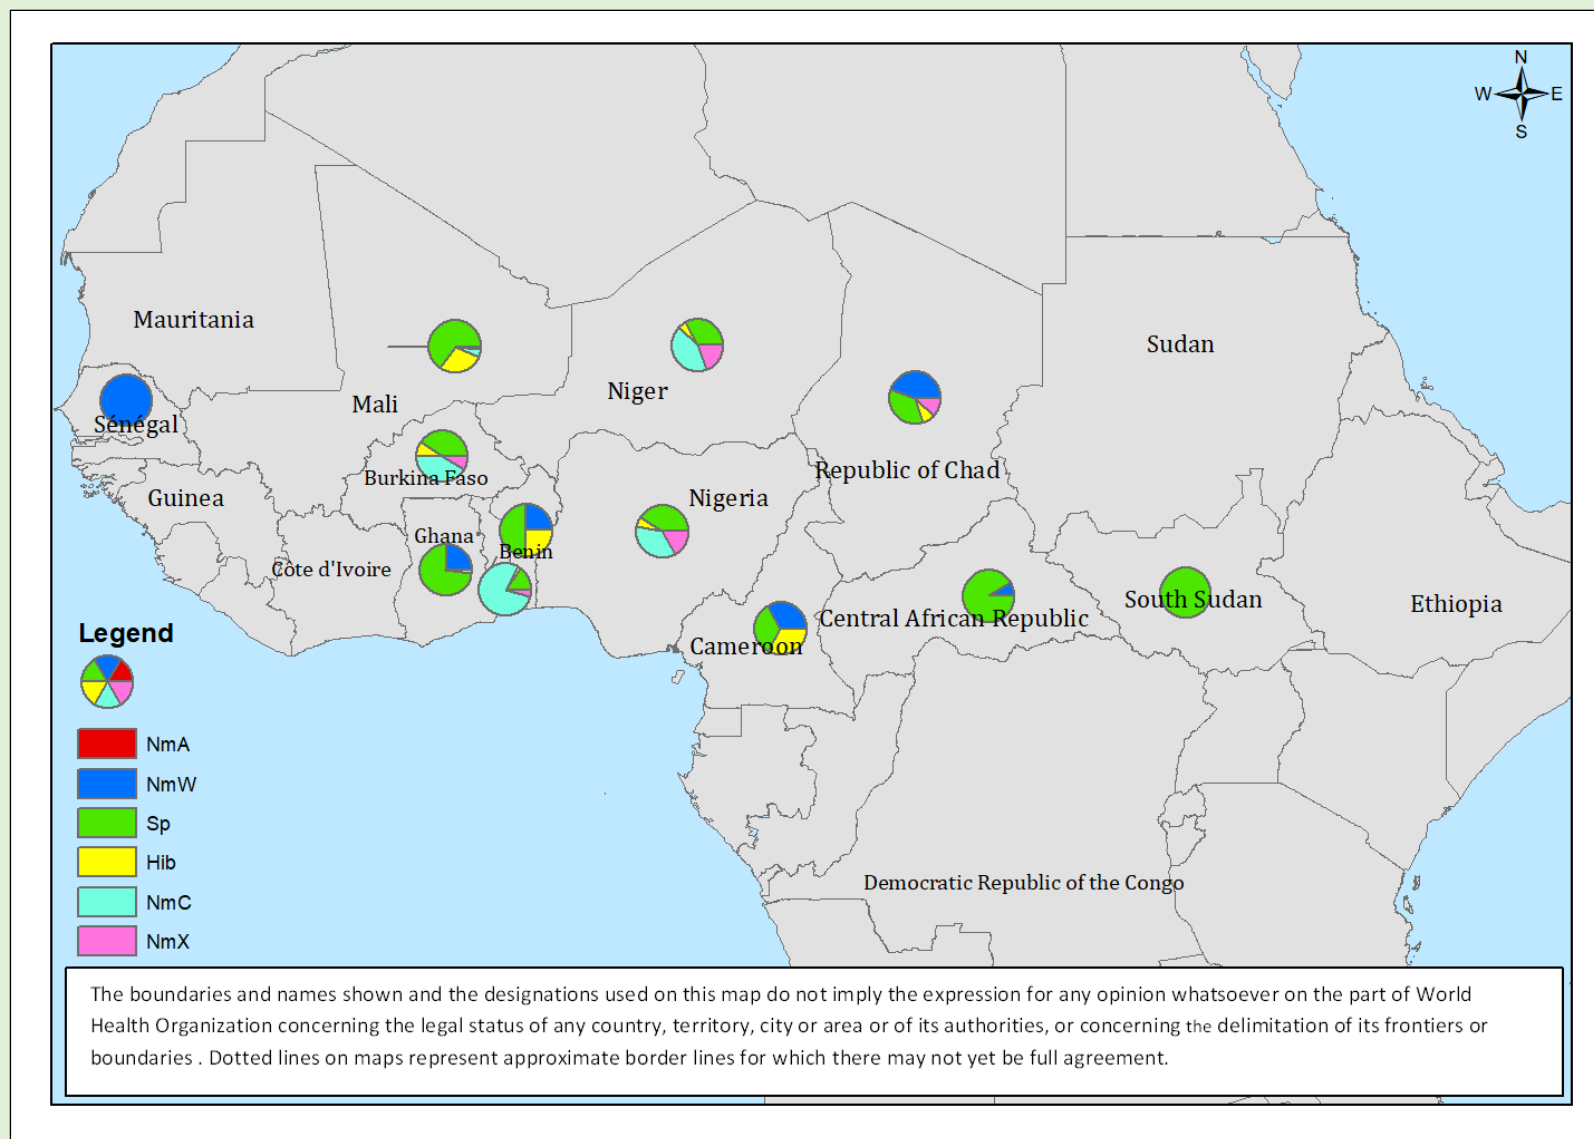 N
W
E
S
Mauritania
Sudan
Niger
Mali
Sénégal
Republic of Chad
Burkina Faso
Nigeria
Guinea
Ghana
Benin
Côte d'Ivoire
South Sudan
Ethiopia
Central African Republic
Cameroon
Democratic Republic of the Congo
Legend
NmA
NmW
Sp
Hib
NmC
NmX
The boundaries and names shown and the designations used on this map do not imply the expression for any opinion whatsoever on the part of World
Health Organization concerning the legal status of any country, territory, city or area or of its authorities, or concerning the delimitation of its frontiers or
boundaries . Dotted lines on maps represent approximate border lines for which there may not yet be full agreement.